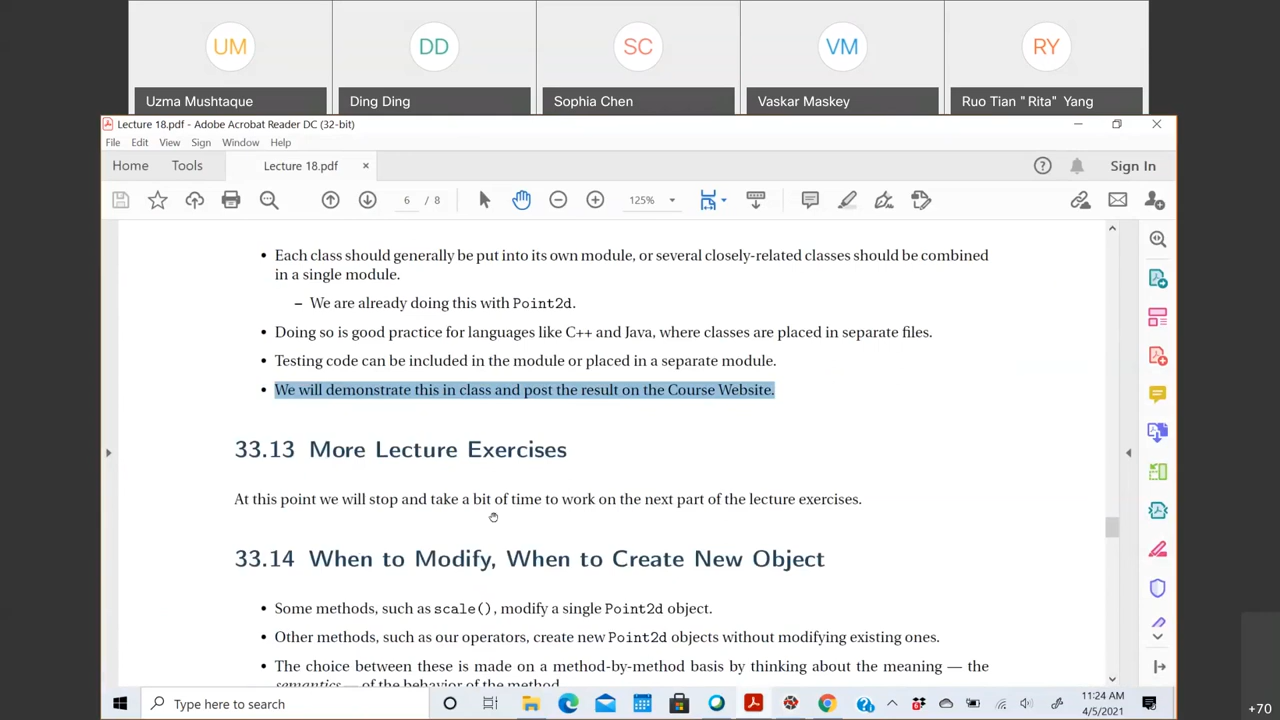 UM DD SC VM RY
Uzma Mushtaque Ding Ding Sophia Chen Vaskar Maskey Ruo Tian "Rita" Yang
Lecture 18.pdf - Adobe Acrobat Reader DC (32-bit)
File Edit View Sign Window Help
Home Tools Lecture 18.pdf × Sign In
6 / 8 125%
• Each class should generally be put into its own module, or several closely-related classes should be combined
in a single module.
– We are already doing this with Point2d.
• Doing so is good practice for languages like C++ and Java, where classes are placed in separate files.
• Testing code can be included in the module or placed in a separate module.
• We will demonstrate this in class and post the result on the Course Website.
33.13 More Lecture Exercises
At this point we will stop and take a bit of time to work on the next part of the lecture exercises.
33.14 When to Modify, When to Create New Object
• Some methods, such as scale(), modify a single Point2d object.
• Other methods, such as our operators, create new Point2d objects without modifying existing ones.
• The choice between these is made on a method-by-method basis by thinking about the meaning — the
semantics — of the behavior of the method.
Type here to search
11:24 AM
4/5/2021
+70